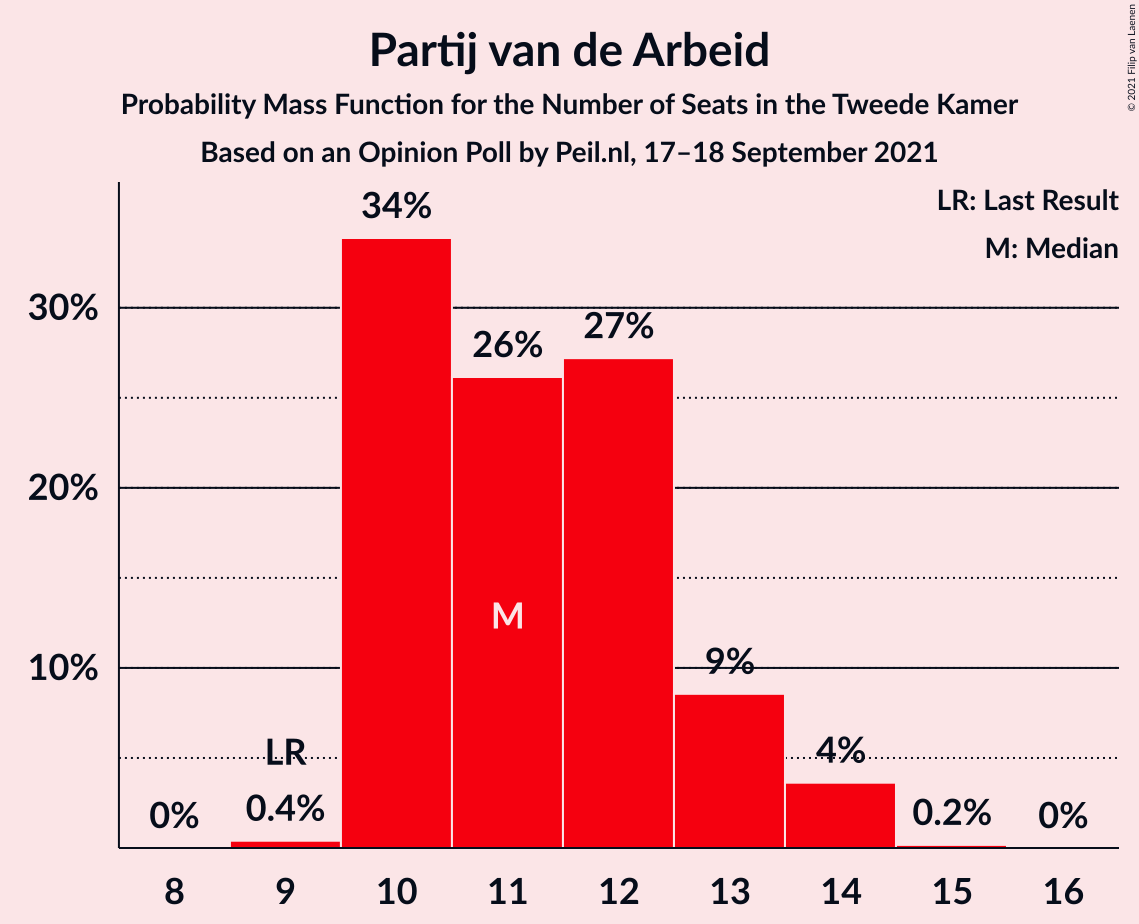 Partij van de Arbeid
Probability Mass Function for the Number of Seats in the Tweede Kamer
Based on an Opinion Poll by Peil.nl, 17–18 September 2021
© 2021 Filip van Laenen
LR: Last Result
M: Median
30%
20%
10%
0%
LR
0.4%
34%
26%
M
27%
9%
4%
0.2%
0%
8 9 10 11 12 13 14 15 16